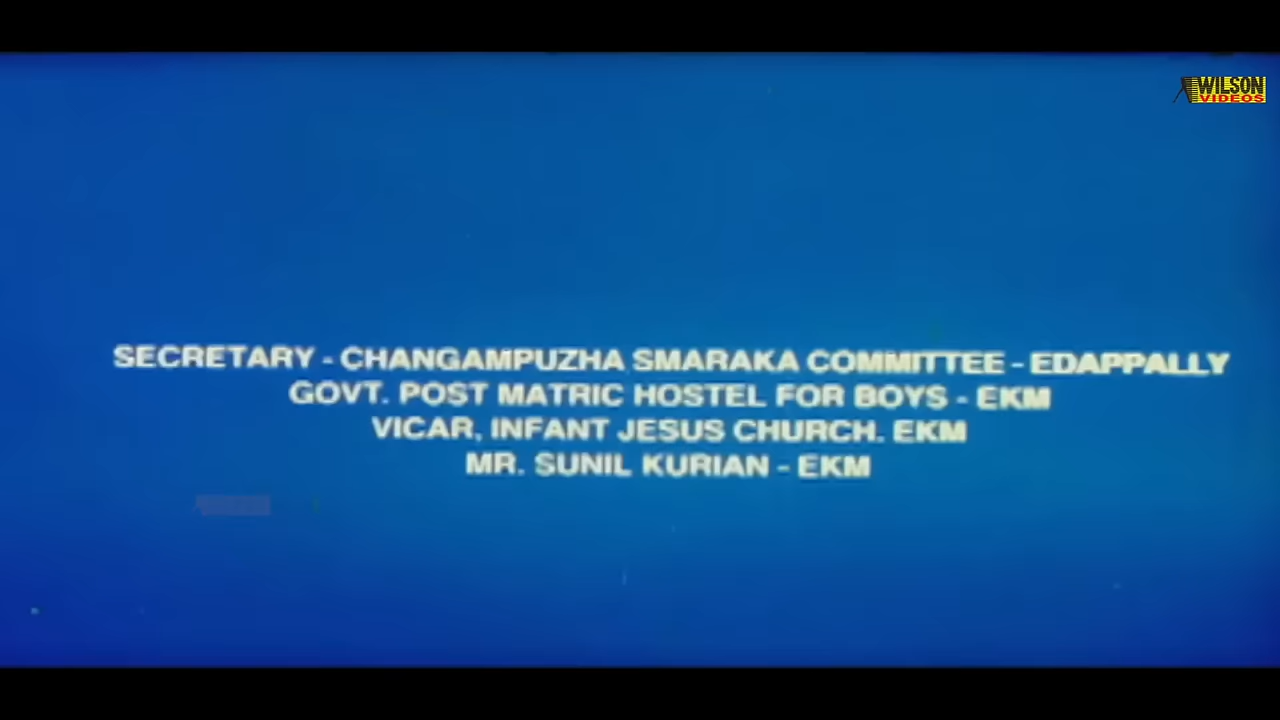 WILSON
VIDEOS
SECRETARY - CHANGAMPUZHA SMARAKA COMMITTEE - EDAPPALLY
GOVT. POST MATRIC HOSTEL FOR BOYS - EKM
VICAR, INFANT JESUS CHURCH. EKM
MR. SUNIL KURIAN - EKM